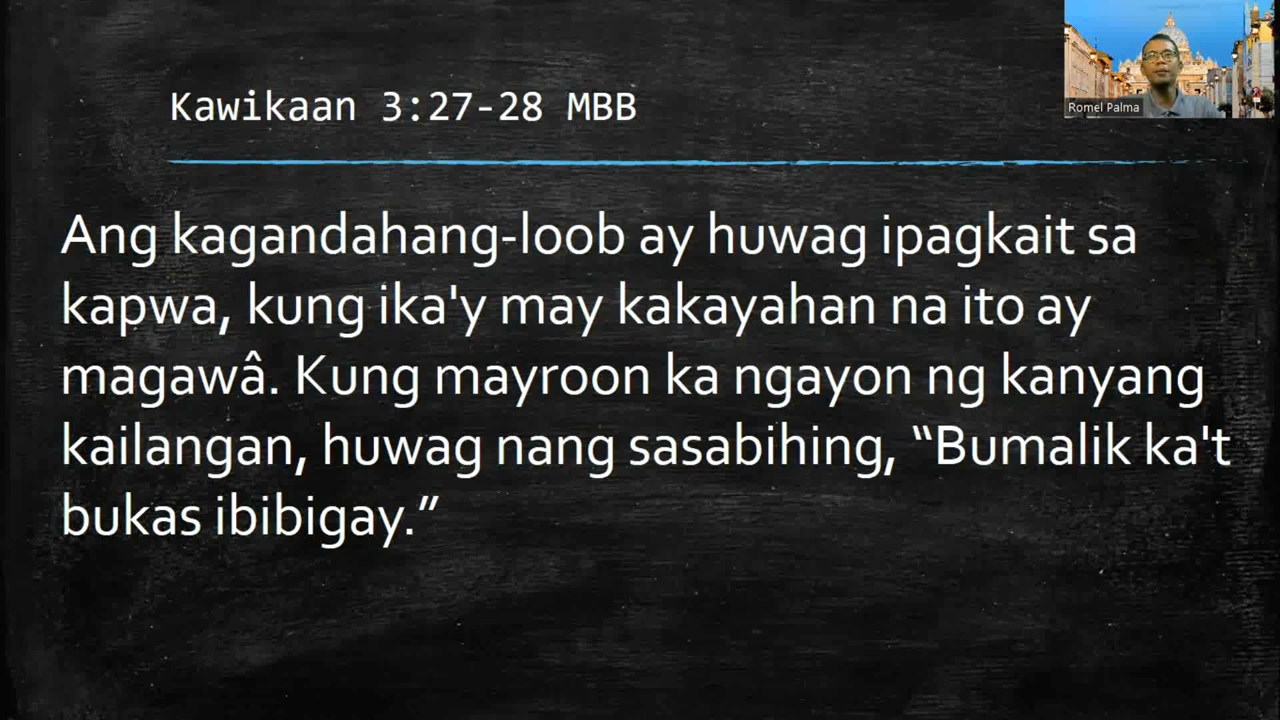 Kawikaan 3:27-28 MBB
Romel Palma
Ang kagandahang-loob ay huwag ipagkait sa
kapwa, kung ika'y may kakayahan na ito ay
magawâ. Kung mayroon ka ngayon ng kanyang
kailangan, huwag nang sasabihing, “Bumalik ka't
bukas ibibigay.”